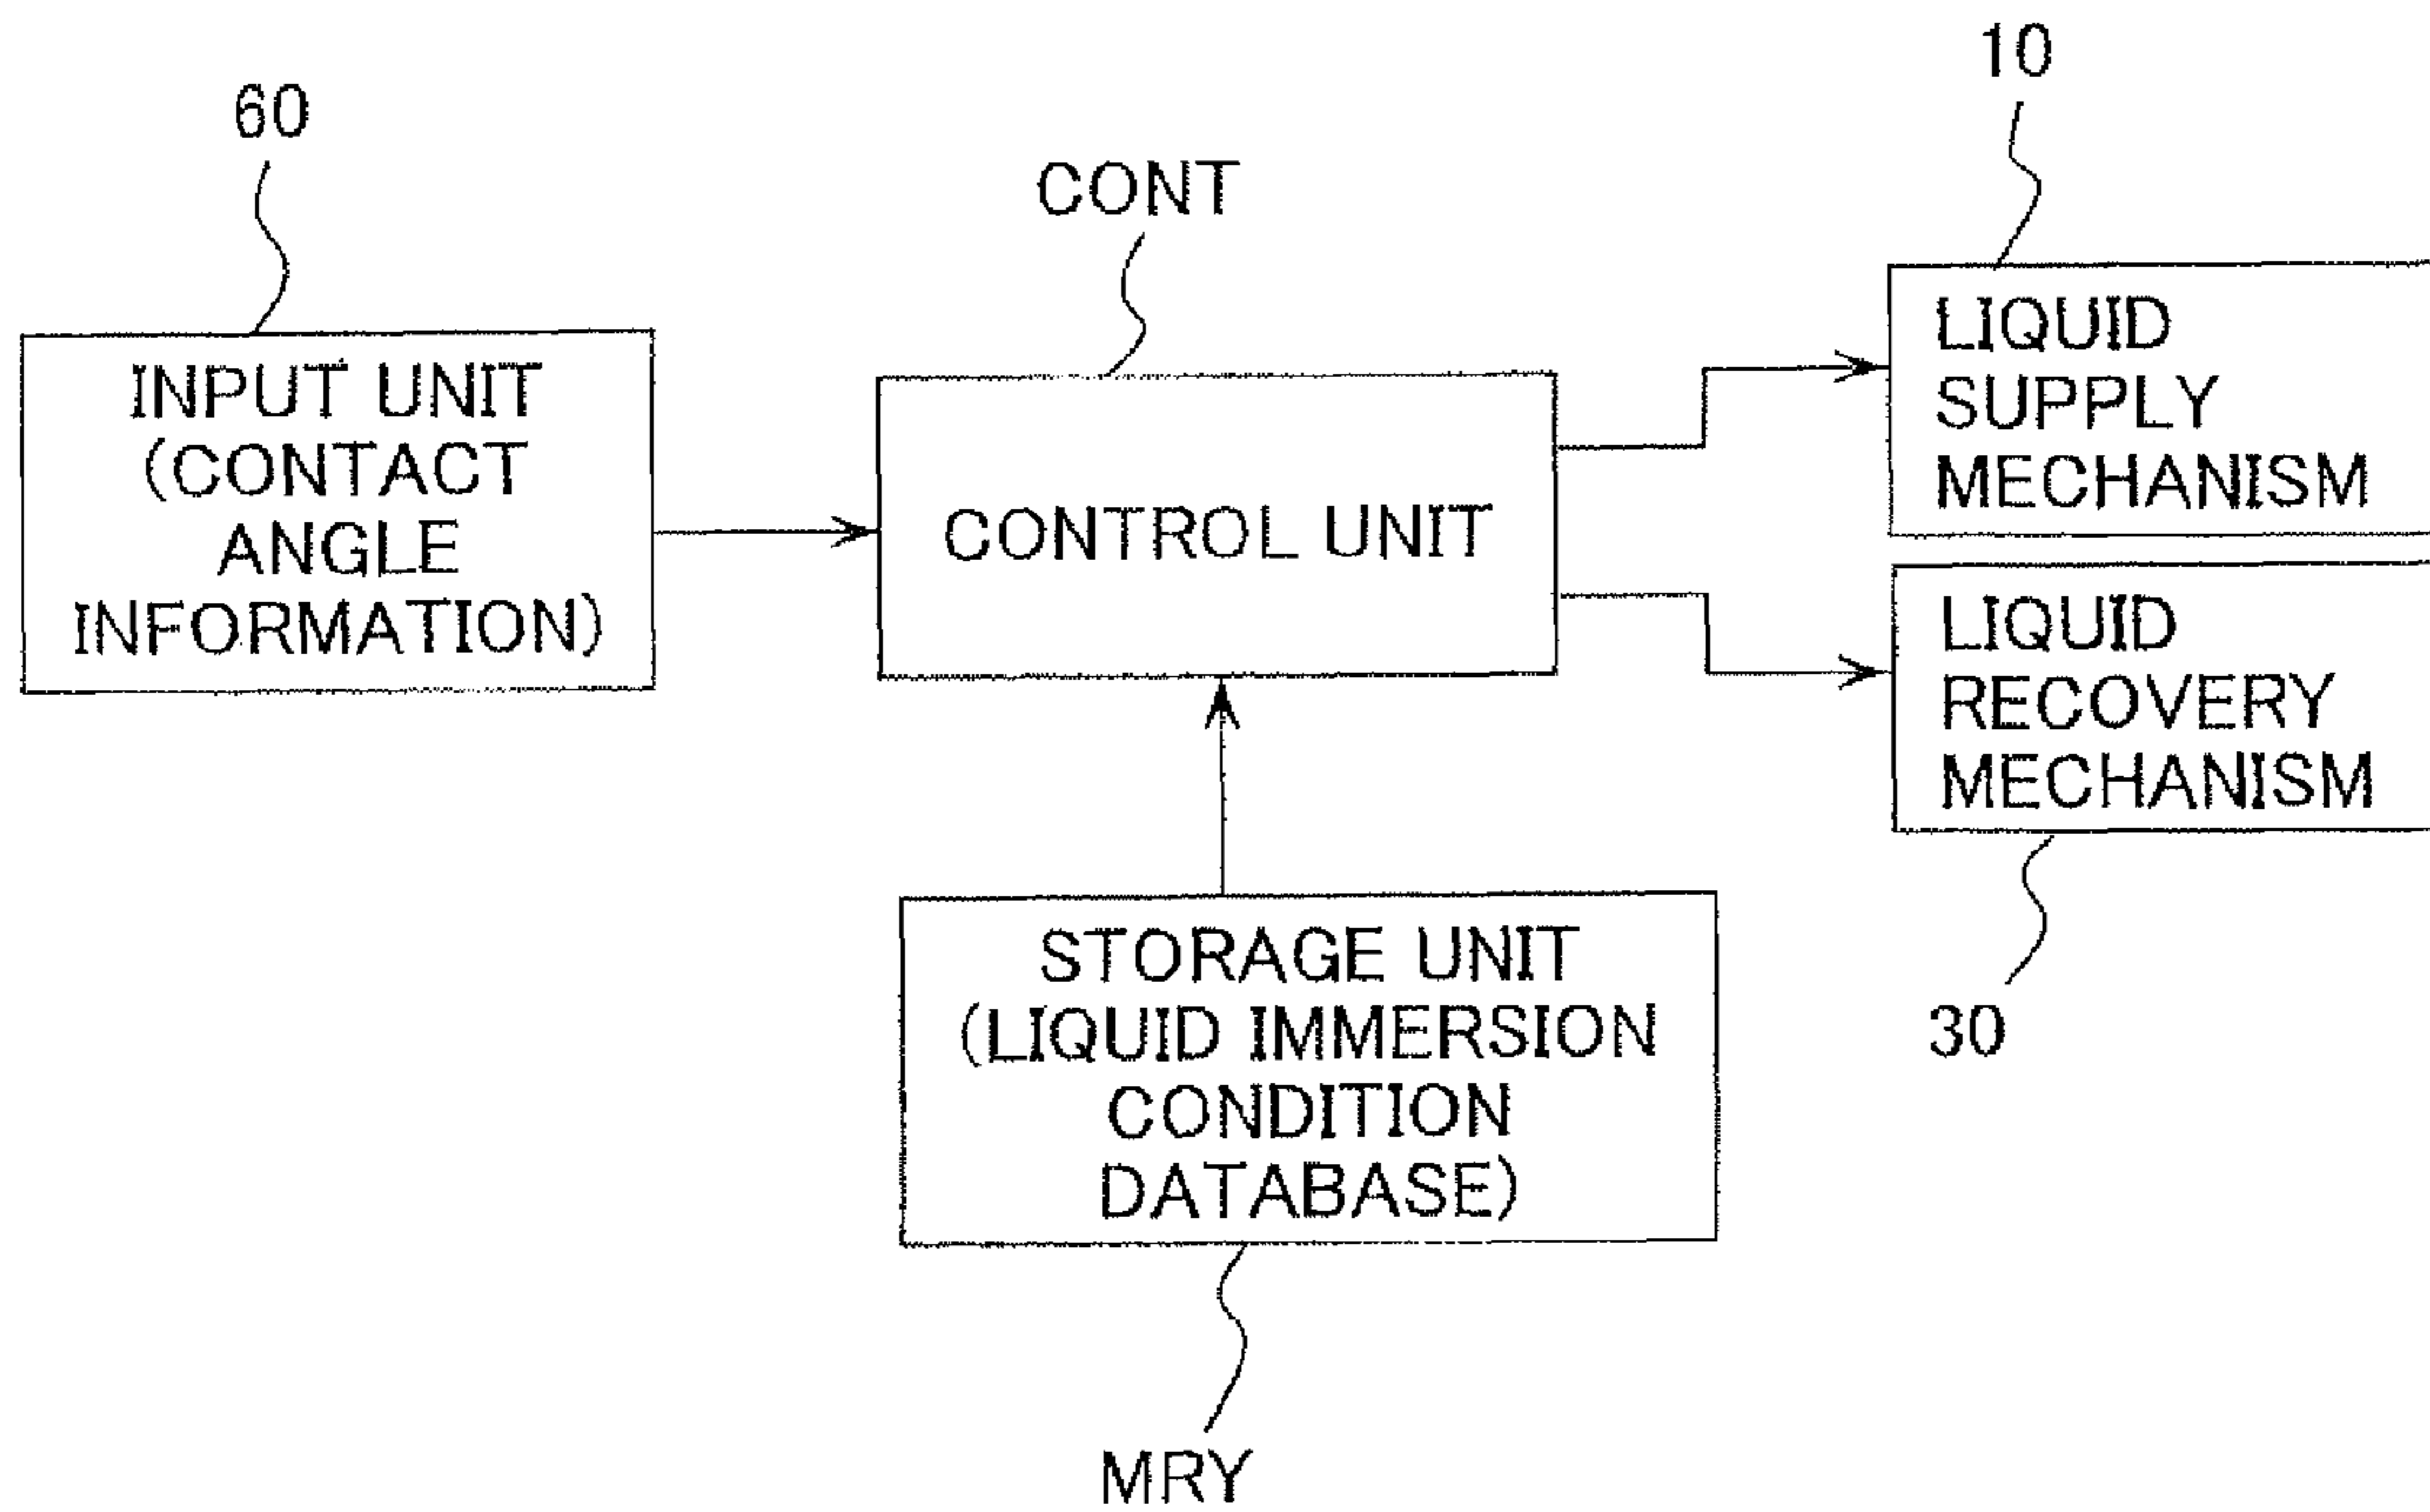 10
60
CONT
LIQUID
SUPPLY
MECHANISM
INPUT UNIT
(CONTACT
ANGLE
INFORMATION)
CONTROL UNIT
LIQUID
RECOVERY
MECHANISM
STORAGE UNIT
(LIQUID IMMERSION
CONDITION
DATABASE)
30
MRY